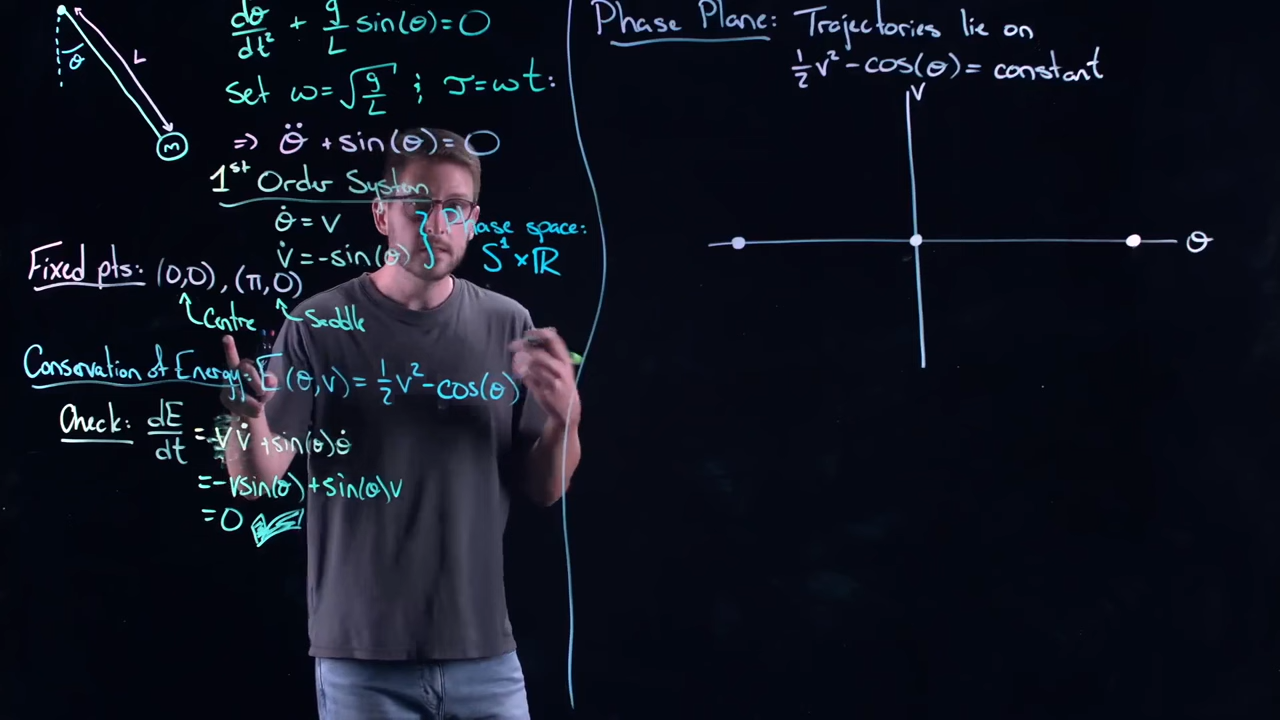 θ
L
m
dθ/dt² + g/L sin(θ)=0
Set ω=√(g/L) ; τ=ωt:
⇒ θ̈ + sin(θ)=0
1st Order System
θ̇ = v
v̇ = -sin(θ)
Phase space:
S¹×ℝ
Fixed pts: (0,0), (π,0)
Centre
Saddle
Conservation of Energy: E(θ,v) = ½v² - cos(θ)
Check: dE/dt = vv̇ + sin(θ)θ̇
= -vsin(θ) + sin(θ)v
= 0
Phase Plane: Trajectories lie on
½v² - cos(θ) = constant
v
θ